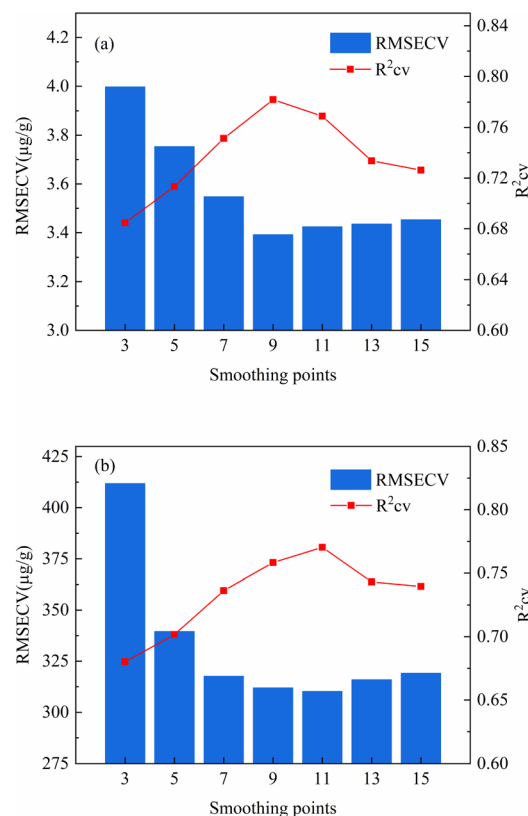 (a)
RMSECV
R²cv
4.2
4.0
3.8
3.6
3.4
3.2
3.0
RMSECV(μg/g)
0.84
0.80
0.76
0.72
0.68
0.64
0.60
R²cv
3 5 7 9 11 13 15
Smoothing points
(b)
RMSECV
R²cv
425
400
375
350
325
300
275
RMSECV(μg/g)
0.85
0.80
0.75
0.70
0.65
0.60
R²cv
3 5 7 9 11 13 15
Smoothing points